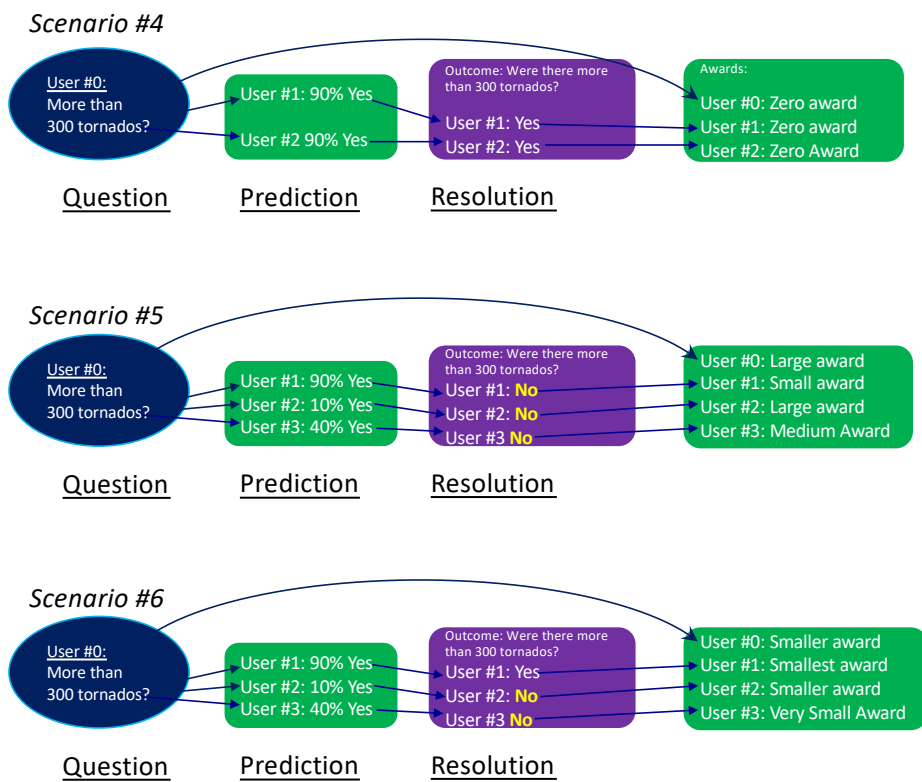 Scenario #4
User #0:
More than
300 tornados?
User #1: 90% Yes
User #2 90% Yes
Outcome: Were there more
than 300 tornados?
User #1: Yes
User #2: Yes
Awards:
User #0: Zero award
User #1: Zero award
User #2: Zero Award
Question
Prediction
Resolution
Scenario #5
User #0:
More than
300 tornados?
User #1: 90% Yes
User #2: 10% Yes
User #3: 40% Yes
Outcome: Were there more
than 300 tornados?
User #1: No
User #2: No
User #3 No
User #0: Large award
User #1: Small award
User #2: Large award
User #3: Medium Award
Question
Prediction
Resolution
Scenario #6
User #0:
More than
300 tornados?
User #1: 90% Yes
User #2: 10% Yes
User #3: 40% Yes
Outcome: Were there more
than 300 tornados?
User #1: Yes
User #2: No
User #3 No
User #0: Smaller award
User #1: Smallest award
User #2: Smaller award
User #3: Very Small Award
Question
Prediction
Resolution